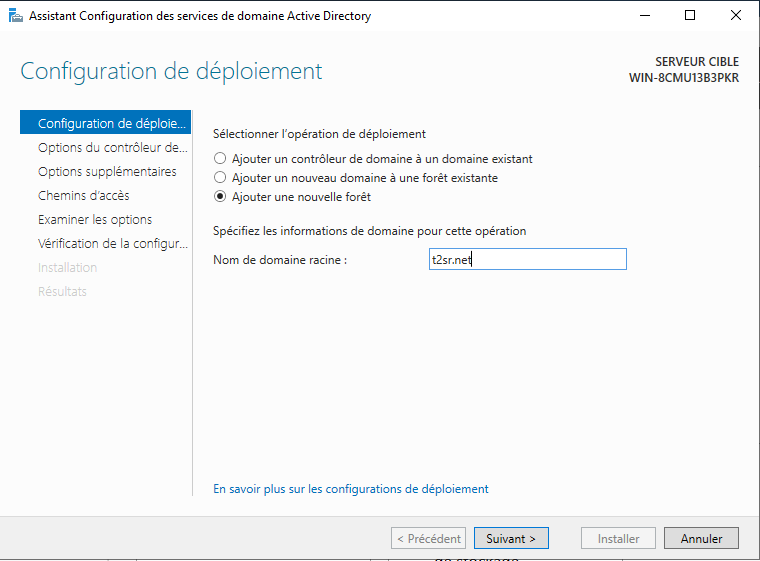 Assistant Configuration des services de domaine Active Directory
Configuration de déploiement
SERVEUR CIBLE
WIN-8CMU13B3PKR
Configuration de déploie...
Options du contrôleur de...
Options supplémentaires
Chemins d'accès
Examiner les options
Vérification de la configur...
Installation
Résultats
Sélectionner l'opération de déploiement
Ajouter un contrôleur de domaine à un domaine existant
Ajouter un nouveau domaine à une forêt existante
Ajouter une nouvelle forêt
Spécifiez les informations de domaine pour cette opération
Nom de domaine racine : t2sr.net
En savoir plus sur les configurations de déploiement
< Précédent Suivant > Installer Annuler
de stockage